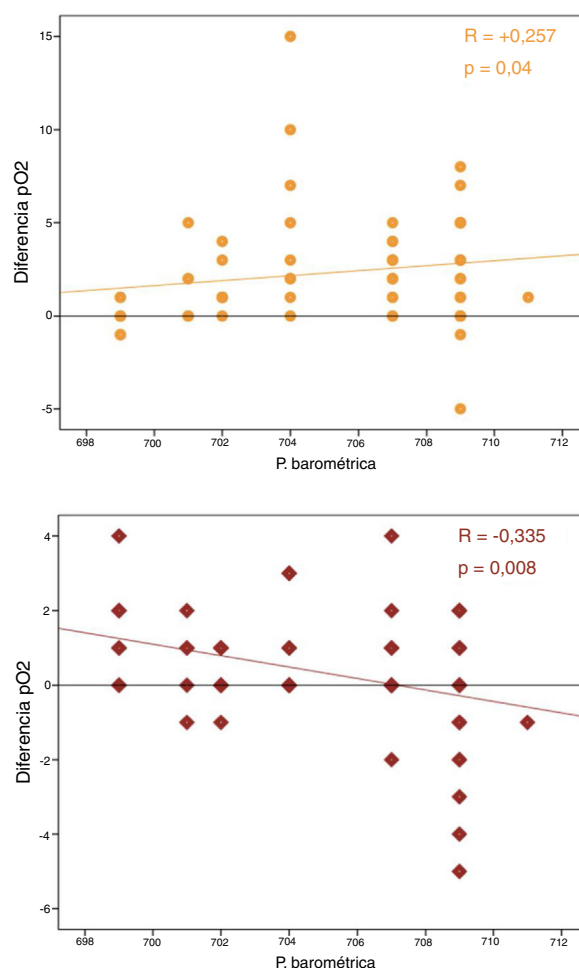 R = +0,257
p = 0,04
15
10
5
0
-5
Diferencia pO2
698 700 702 704 706 708 710 712
P. barométrica
R = -0,335
p = 0,008
4
2
0
-2
-4
-6
Diferencia pO2
698 700 702 704 706 708 710 712
P. barométrica